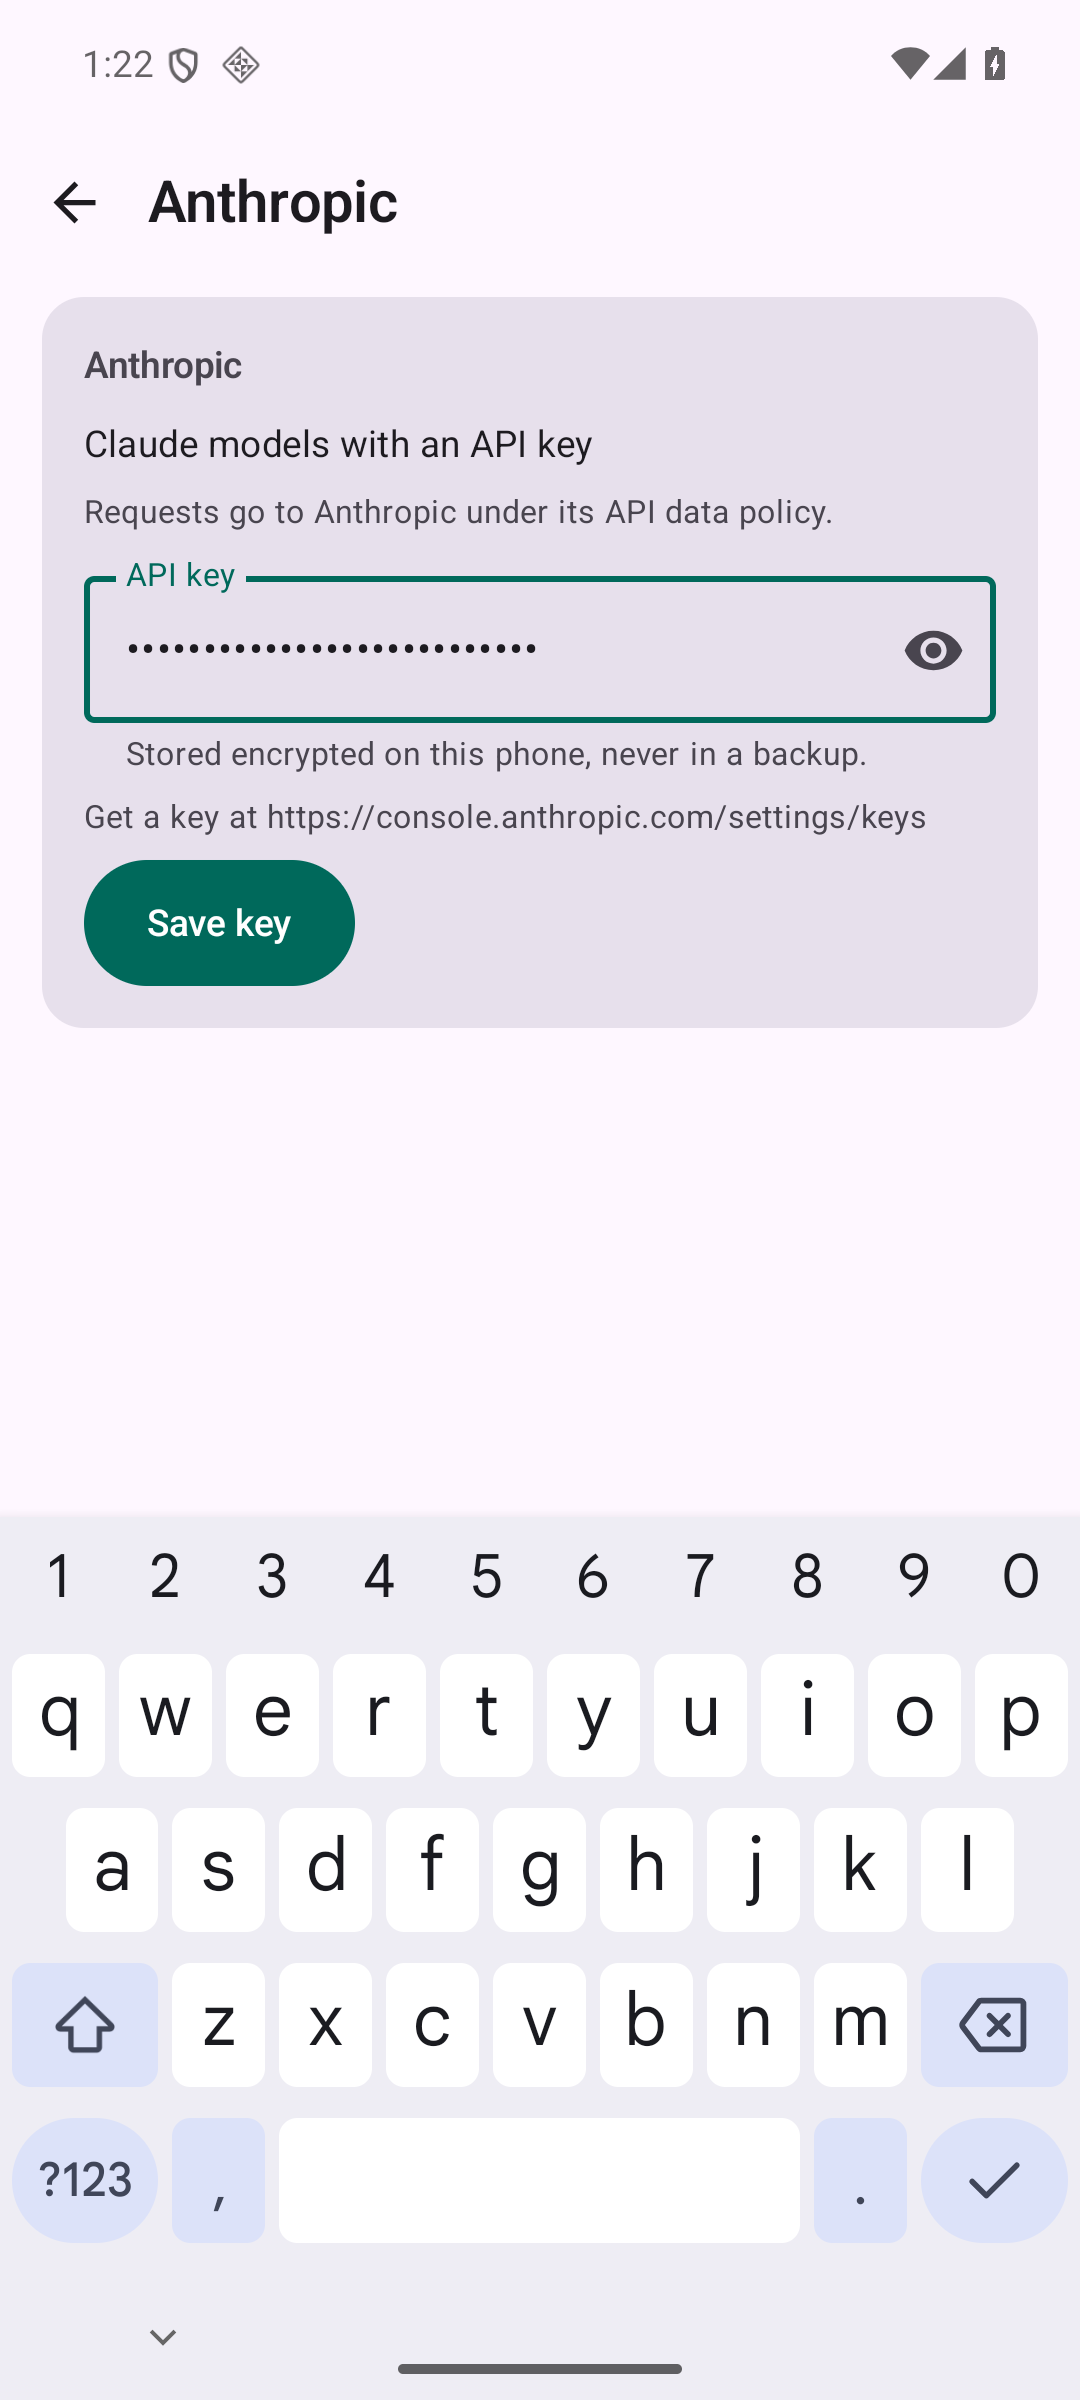 1:22
Anthropic
Anthropic
Claude models with an API key
Requests go to Anthropic under its API data policy.
API key
•••••••••••••••••••••••••••
Stored encrypted on this phone, never in a backup.
Get a key at https://console.anthropic.com/settings/keys
Save key
1 2 3 4 5 6 7 8 9 0
q w e r t y u i o p
a s d f g h j k l
z x c v b n m
?123 , .